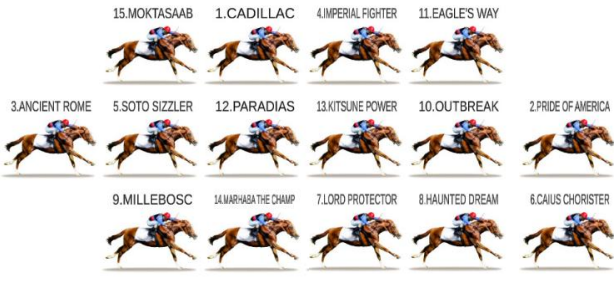 15.MOKTASAAB 1.CADILLAC 4.IMPERIAL FIGHTER 11.EAGLE'S WAY
3.ANCIENT ROME 5.SOTO SIZZLER 12.PARADIAS 13.KITSUNE POWER 10.OUTBREAK 2.PRIDE OF AMERICA
9.MILLEBOSC 14.MARHABA THE CHAMP 7.LORD PROTECTOR 8.HAUNTED DREAM 6.CAIUS CHORISTER